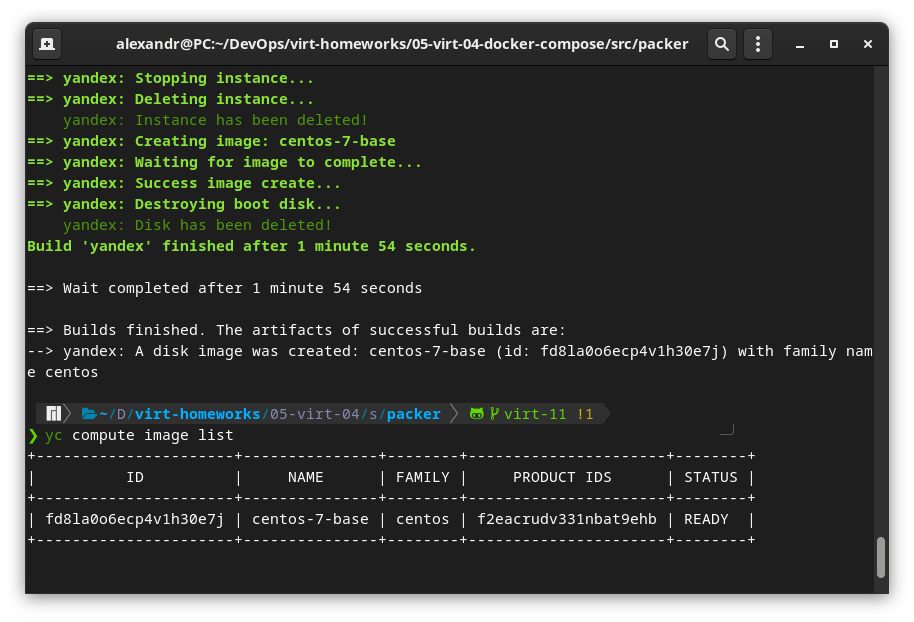 alexandr@PC:~/DevOps/virt-homeworks/05-virt-04-docker-compose/src/packer
==> yandex: Stopping instance...
==> yandex: Deleting instance...
    yandex: Instance has been deleted!
==> yandex: Creating image: centos-7-base
==> yandex: Waiting for image to complete...
==> yandex: Success image create...
==> yandex: Destroying boot disk...
    yandex: Disk has been deleted!
Build 'yandex' finished after 1 minute 54 seconds.

==> Wait completed after 1 minute 54 seconds

==> Builds finished. The artifacts of successful builds are:
--> yandex: A disk image was created: centos-7-base (id: fd8la0o6ecp4v1h30e7j) with family nam
e centos

~/D/virt-homeworks/05-virt-04/s/packer virt-11 !1
❯ yc compute image list
+----------------------+---------------+--------+----------------------+--------+
|          ID          |     NAME      | FAMILY |     PRODUCT IDS      | STATUS |
+----------------------+---------------+--------+----------------------+--------+
| fd8la0o6ecp4v1h30e7j | centos-7-base | centos | f2eacrudv331nbat9ehb | READY  |
+----------------------+---------------+--------+----------------------+--------+